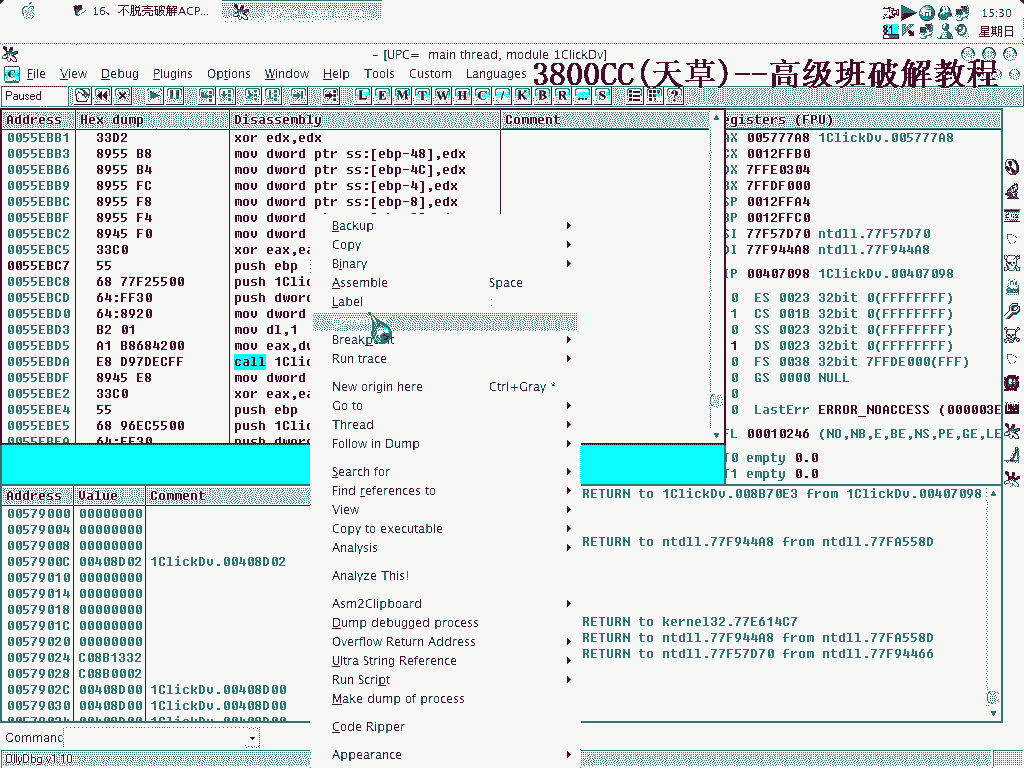 16、不脱壳破解ACP...
15:30
星期日
- [UPC= main thread, module 1ClickDv]
File View Debug Plugins Options Window Help Tools Custom Languages
3800CC(天草)--高级班破解教程
Paused
L E M T W H C / K B R ... S
Address Hex dump Disassembly Comment
0055EBB1 33D2 xor edx,edx
0055EBB3 8955 B8 mov dword ptr ss:[ebp-48],edx
0055EBB6 8955 B4 mov dword ptr ss:[ebp-4C],edx
0055EBB9 8955 FC mov dword ptr ss:[ebp-4],edx
0055EBBC 8955 F8 mov dword ptr ss:[ebp-8],edx
0055EBBF 8955 F4 mov dword
0055EBC2 8945 F0 mov dword
0055EBC5 33C0 xor eax,ea
0055EBC7 55 push ebp
0055EBC8 68 77F25500 push 1Clic
0055EBCD 64:FF30 push dword
0055EBD0 64:8920 mov dword
0055EBD3 B2 01 mov dl,1
0055EBD5 A1 B8684200 mov eax,dw
0055EBDA E8 D97DECFF call 1Clic
0055EBDF 8945 E8 mov dword
0055EBE2 33C0 xor eax,ea
0055EBE4 55 push ebp
0055EBE5 68 96EC5500 push 1Clic
0055EBEA 64:FF30 push dword
egisters (FPU)
X 005777A8 1ClickDv.005777A8
X 0012FFB0
X 7FFE0304
X 7FFDF000
P 0012FFA4
P 0012FFC0
I 77F57D70 ntdll.77F57D70
I 77F944A8 ntdll.77F944A8
IP 00407098 1ClickDv.00407098
0 ES 0023 32bit 0(FFFFFFFF)
1 CS 001B 32bit 0(FFFFFFFF)
0 SS 0023 32bit 0(FFFFFFFF)
1 DS 0023 32bit 0(FFFFFFFF)
0 FS 0038 32bit 7FFDE000(FFF)
0 GS 0000 NULL
0
0 LastErr ERROR_NOACCESS (000003E
FL 00010246 (NO,NB,E,BE,NS,PE,GE,LE
T0 empty 0.0
T1 empty 0.0
Backup
Copy
Binary
Assemble Space
Label :
Breakpoint
Run trace
New origin here Ctrl+Gray *
Go to
Thread
Follow in Dump
Search for
Find references to
View
Copy to executable
Analysis
Analyze This!
Asm2Clipboard
Dump debugged process
Overflow Return Address
Ultra String Reference
Run Script
Make dump of process
Code Ripper
Appearance
Address Value Comment
00579000 00000000
00579004 00000000
00579008 00000000
0057900C 00408D02 1ClickDv.00408D02
00579010 00000000
00579014 00000000
00579018 00000000
0057901C 00000000
00579020 00000000
00579024 C08B1332
00579028 C08B0002
0057902C 00408D00 1ClickDv.00408D00
00579030 00408D00 1ClickDv.00408D00
00579034 00408D00 1ClickDv.00408D00
RETURN to 1ClickDv.008B70E3 from 1ClickDv.00407098
RETURN to ntdll.77F944A8 from ntdll.77FA558D
RETURN to kernel32.77E614C7
RETURN to ntdll.77F944A8 from ntdll.77FA558D
RETURN to ntdll.77F57D70 from ntdll.77F94466
Command
OllyDbg v1.10